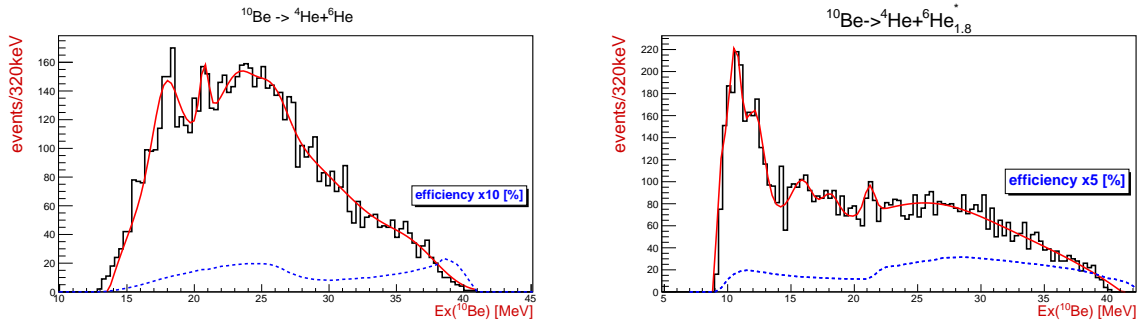 ¹⁰Be -> ⁴He+⁶He
events/320keV
160
140
120
100
80
60
40
20
0
efficiency x10 [%]
10 15 20 25 30 35 40 45
Ex(¹⁰Be) [MeV]
¹⁰Be->⁴He+⁶He*1.8
events/320keV
220
200
180
160
140
120
100
80
60
40
20
0
efficiency x5 [%]
5 10 15 20 25 30 35 40
Ex(¹⁰Be) [MeV]